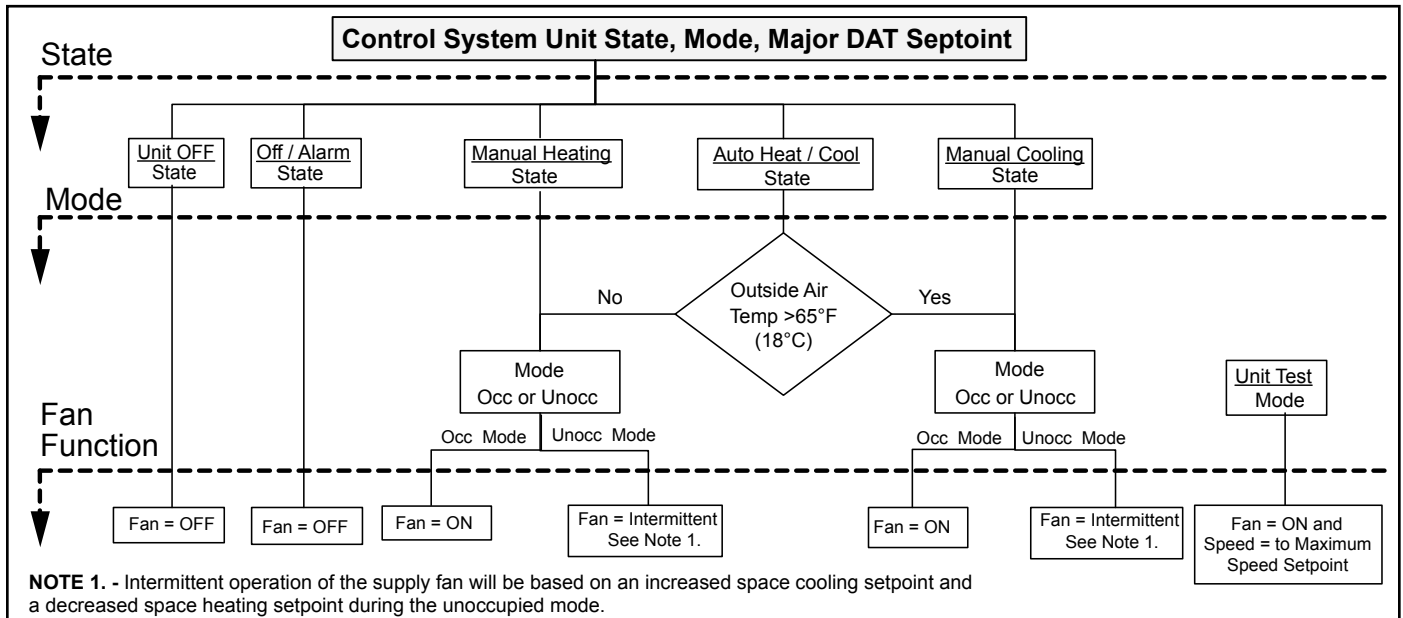 Control System Unit State, Mode, Major DAT Septoint
State
Unit OFF
State
Off / Alarm
State
Manual Heating
State
Auto Heat / Cool
State
Manual Cooling
State
Mode
No
Outside Air
Temp >65°F
(18°C)
Yes
Mode
Occ or Unocc
Mode
Occ or Unocc
Unit Test
Mode
Fan
Function
Occ Mode
Unocc Mode
Occ Mode
Unocc Mode
Fan = OFF
Fan = OFF
Fan = ON
Fan = Intermittent
See Note 1.
Fan = ON
Fan = Intermittent
See Note 1.
Fan = ON and
Speed = to Maximum
Speed Setpoint
NOTE 1. - Intermittent operation of the supply fan will be based on an increased space cooling setpoint and
a decreased space heating setpoint during the unoccupied mode.